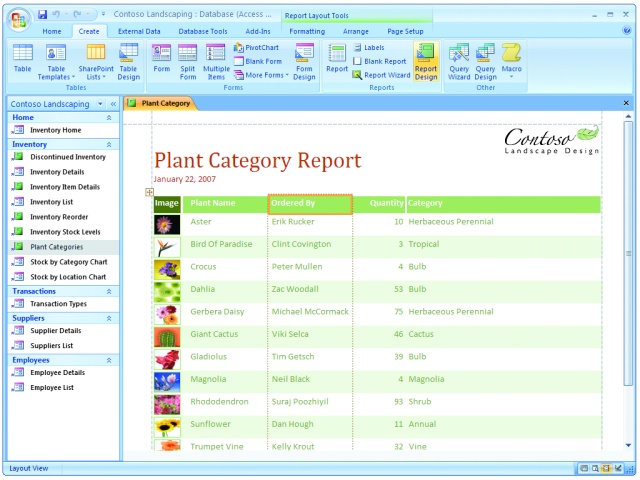 Contoso Landscaping : Database (Access ... Report Layout Tools
Home Create External Data Database Tools Add-Ins Formatting Arrange Page Setup
Table Table Templates SharePoint Lists Table Design Form Split Form Multiple Items PivotChart Blank Form More Forms Form Design Report Labels Blank Report Report Wizard Report Design Query Wizard Query Design Macro
Tables Forms Reports Other
Contoso Landscaping
Home
Inventory Home
Inventory
Discontinued Inventory
Inventory Details
Inventory Item Details
Inventory List
Inventory Reorder
Inventory Stock Levels
Plant Categories
Stock by Category Chart
Stock by Location Chart
Transactions
Transaction Types
Suppliers
Supplier Details
Suppliers List
Employees
Employee Details
Employee List
Plant Category
Contoso
Landscape Design
Plant Category Report
January 22, 2007
Image Plant Name Ordered By Quantity Category
Aster Erik Rucker 10 Herbaceous Perennial
Bird Of Paradise Clint Covington 3 Tropical
Crocus Peter Mullen 4 Bulb
Dahlia Zac Woodall 53 Bulb
Gerbera Daisy Michael McCormack 75 Herbaceous Perennial
Giant Cactus Viki Selca 46 Cactus
Gladiolus Tim Getsch 39 Bulb
Magnolia Neil Black 4 Magnolia
Rhododendron Suraj Poozhiyil 93 Shrub
Sunflower Dan Hough 11 Annual
Trumpet Vine Kelly Krout 32 Vine
Layout View